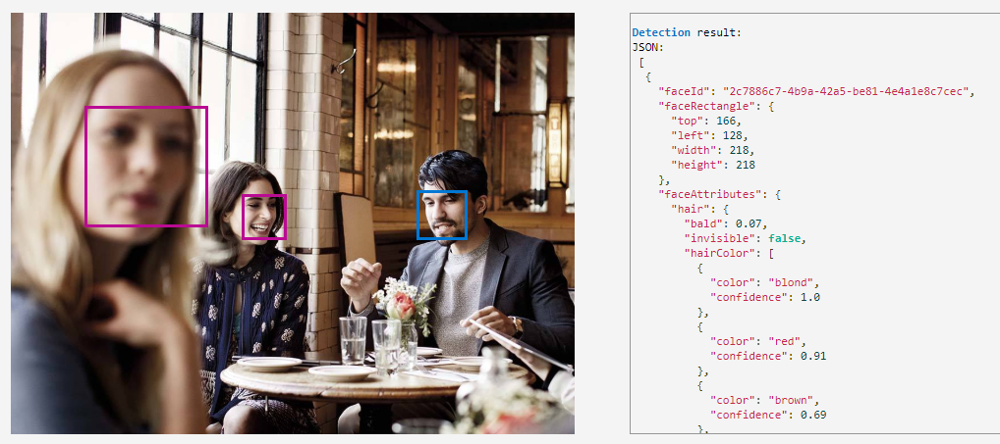 Detection result:
JSON:
[
{
"faceId": "2c7886c7-4b9a-42a5-be81-4e4a1e8c7cec",
"faceRectangle": {
"top": 166,
"left": 128,
"width": 218,
"height": 218
},
"faceAttributes": {
"hair": {
"bald": 0.07,
"invisible": false,
"hairColor": [
{
"color": "blond",
"confidence": 1.0
},
{
"color": "red",
"confidence": 0.91
},
{
"color": "brown",
"confidence": 0.69
},